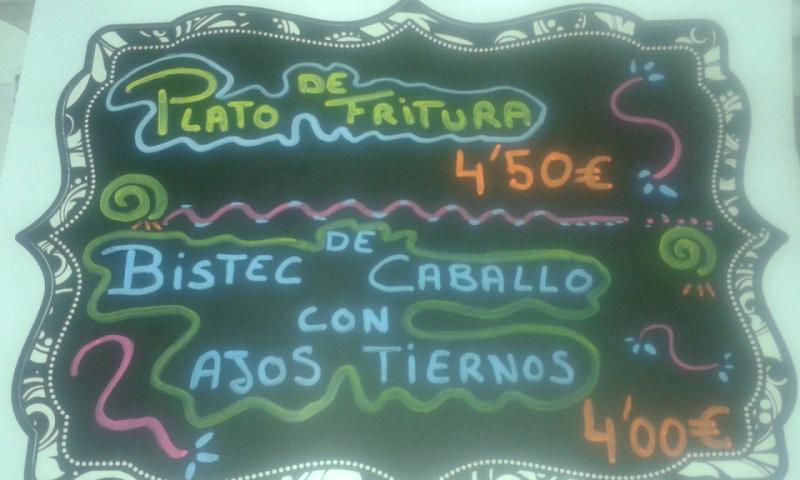 PLATO DE FRITURA
4'50€
BISTEC DE CABALLO
CON
AJOS TIERNOS
4'00€